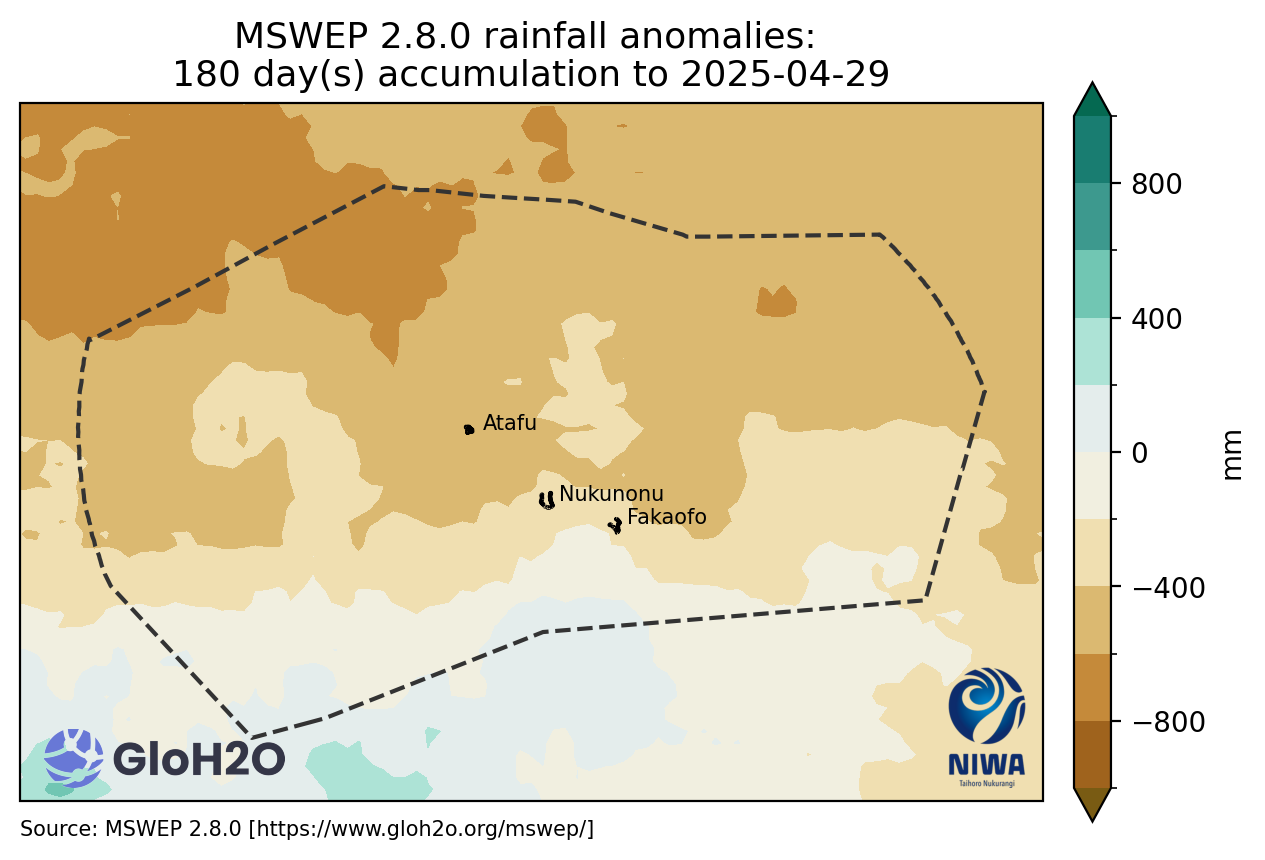 MSWEP 2.8.0 rainfall anomalies:
180 day(s) accumulation to 2025-04-29
800
400
0
−400
−800
mm
Atafu
Nukunonu
Fakaofo
GloH2O
NIWA
Taihoro Nukurangi
Source: MSWEP 2.8.0 [https://www.gloh2o.org/mswep/]